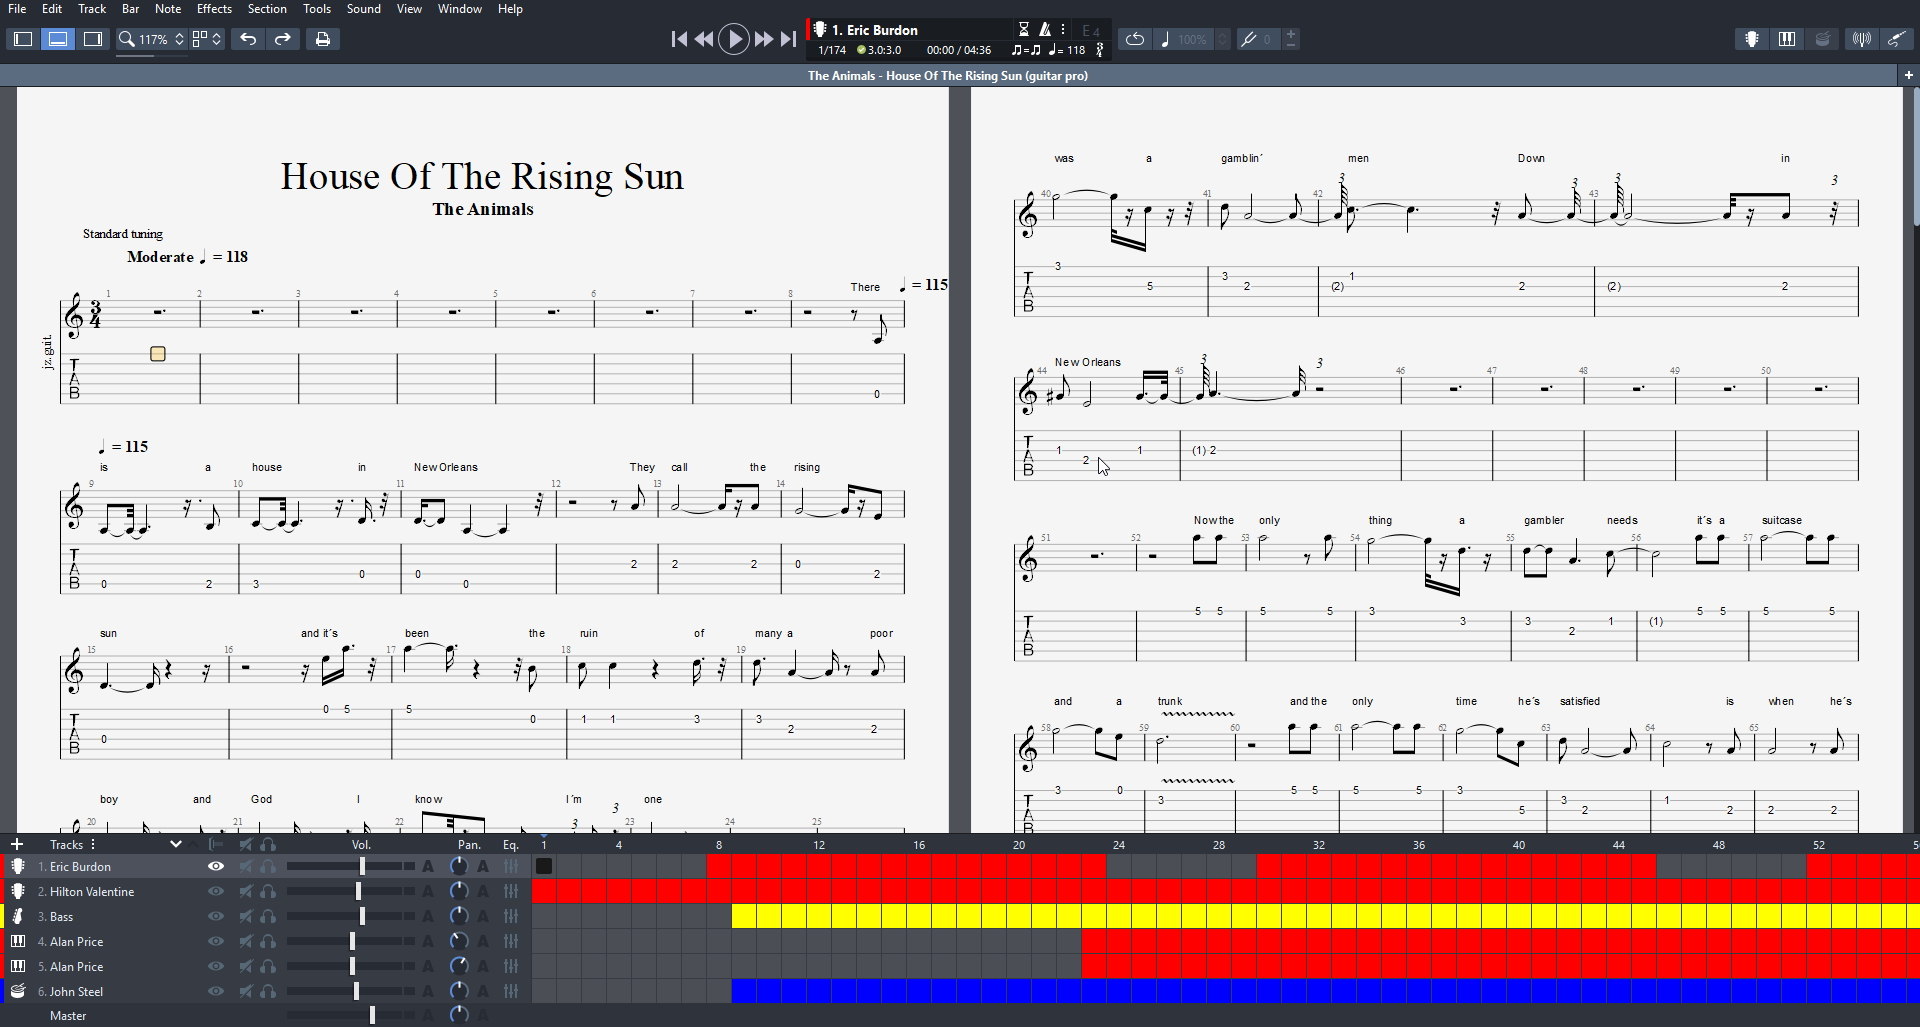 File Edit Track Bar Note Effects Section Tools Sound View Window Help
117%
1. Eric Burdon
E4
1/174 3.0:3.0 00:00 / 04:36 = 118
100%
0
The Animals - House Of The Rising Sun (guitar pro)
House Of The Rising Sun
The Animals
Standard tuning
Moderate = 118
There = 115
1 2 3 4 5 6 7 8
3
4
jz.guit.
T
A
B
0
= 115
is a house in New Orleans They call the rising
9 10 11 12 13 14
T
A
B
0 2 3 0 0 0 2 2 2 0 2
sun and it´s been the ruin of many a poor
15 16 17 18 19
T
A
B
0 0 5 5 0 1 1 3 3 2 2
boy and God I know I´m one
3 3
20 21 22 23 24 25
was a gamblin´ men Down in
3 3 3 3
40 41 42 43
T
A
B
3 5 3 2 (2) 1 2 (2) 2
New Orleans
3 3
44 45 46 47 48 49 50
T
A
B
1 2 1 (1) 2
Now the only thing a gambler needs it´s a suitcase
51 52 53 54 55 56 57
T
A
B
5 5 5 5 3 3 3 2 1 (1) 5 5 5 5
and a trunk and the only time he´s satisfied is when he´s
58 59 60 61 62 63 64 65
T
A
B
3 0 3 5 5 5 5 3 5 3 2 1 2 2 2
Tracks Vol. Pan. Eq. 1 4 8 12 16 20 24 28 32 36 40 44 48 52
1. Eric Burdon A A
2. Hilton Valentine A A
3. Bass A A
4. Alan Price A A
5. Alan Price A A
6. John Steel A A
Master A A